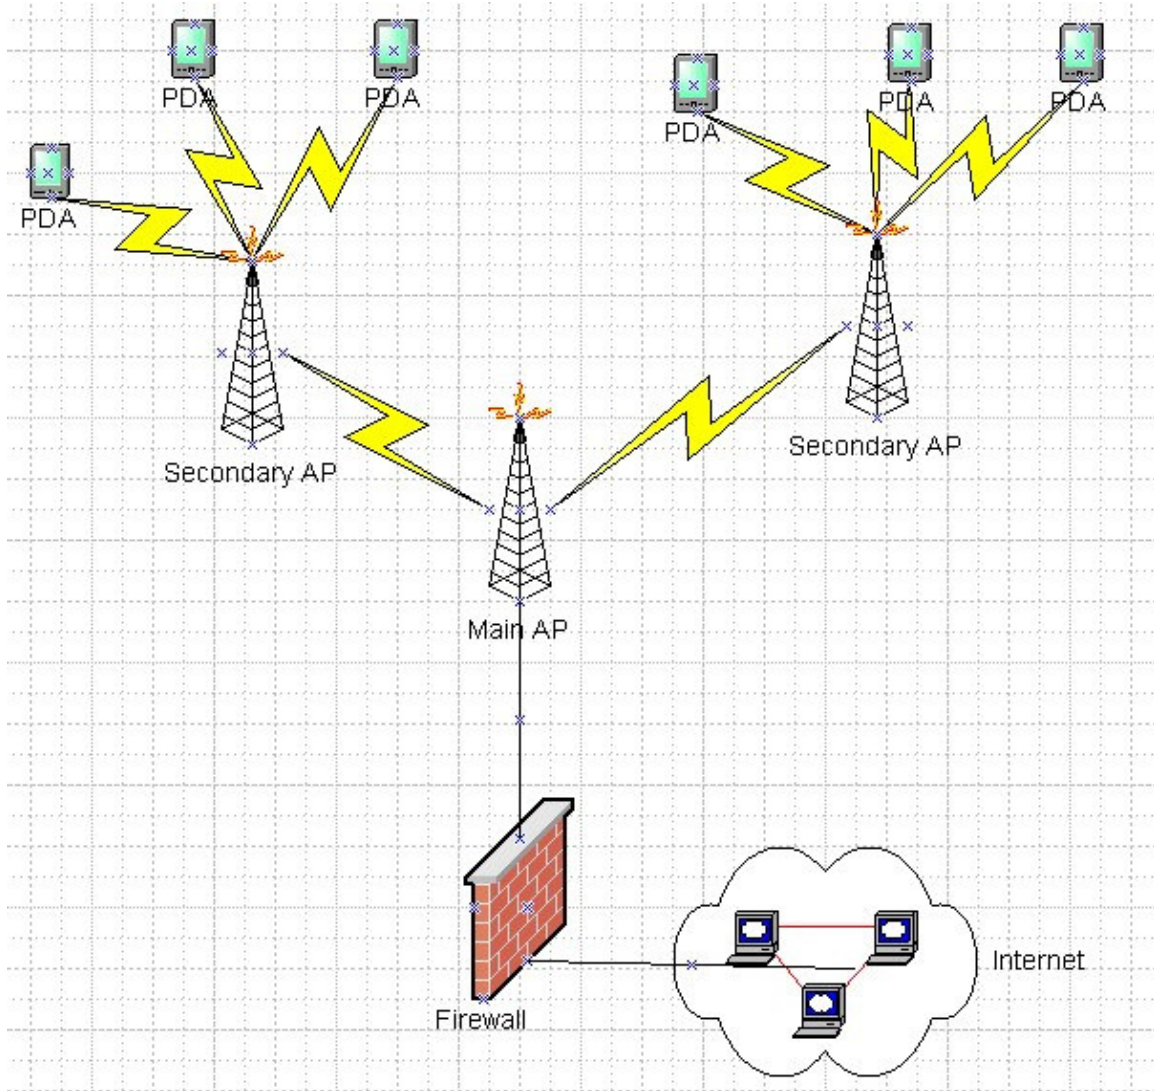 PDA
PDA
PDA
PDA
PDA
PDA
Secondary AP
Secondary AP
Main AP
Internet
Firewall